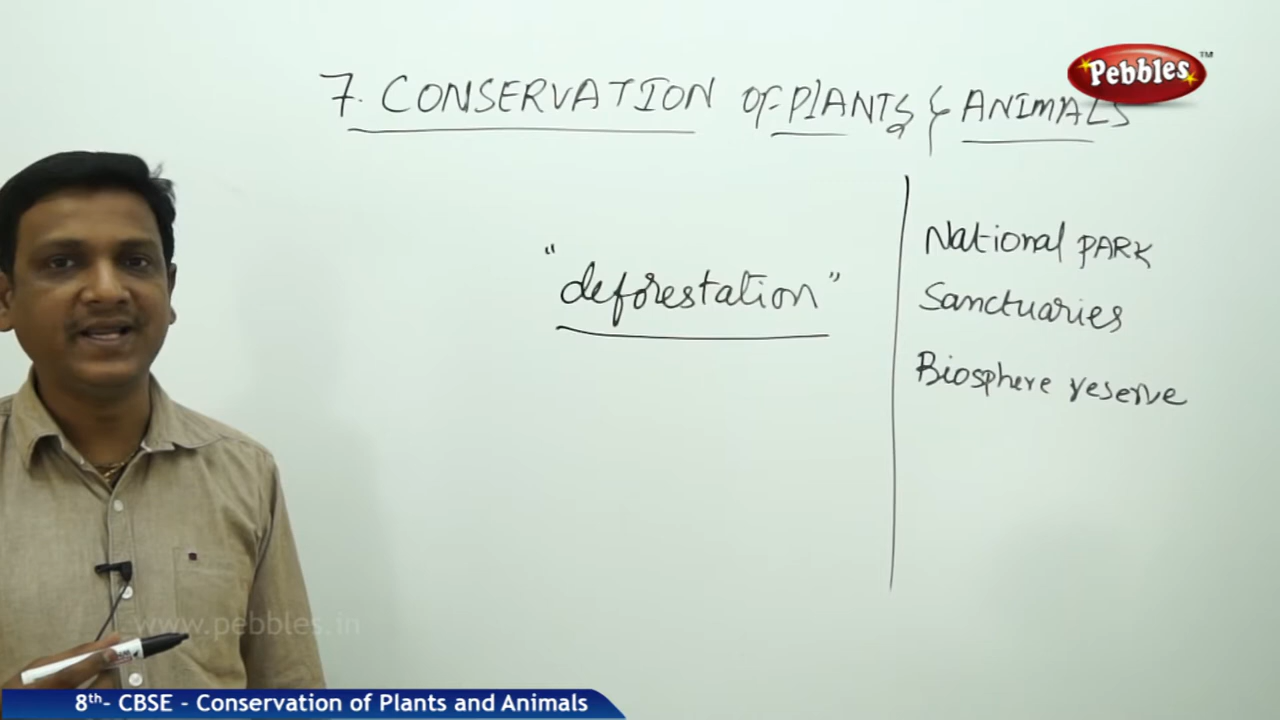 Pebbles TM
7. CONSERVATION OF PLANTS & ANIMALS
"deforestation"
National PARK
Sanctuaries
Biosphere reserve
www.pebbles.in
8th- CBSE - Conservation of Plants and Animals